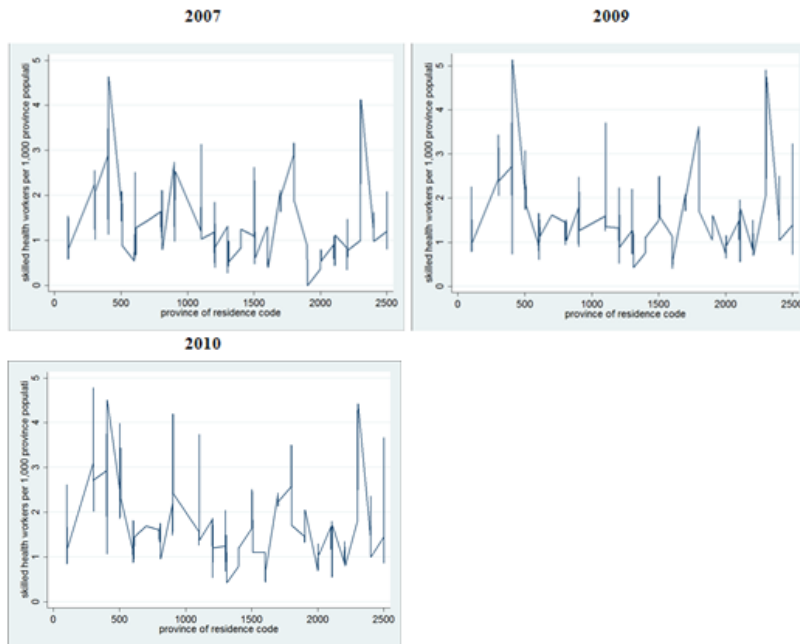 2007
2009
skilled health workers per 1,000 province populati
0 1 2 3 4 5
0 500 1000 1500 2000 2500
province of residence code
skilled health workers per 1,000 province populati
0 1 2 3 4 5
0 500 1000 1500 2000 2500
province of residence code
2010
skilled health workers per 1,000 province populati
0 1 2 3 4 5
0 500 1000 1500 2000 2500
province of residence code